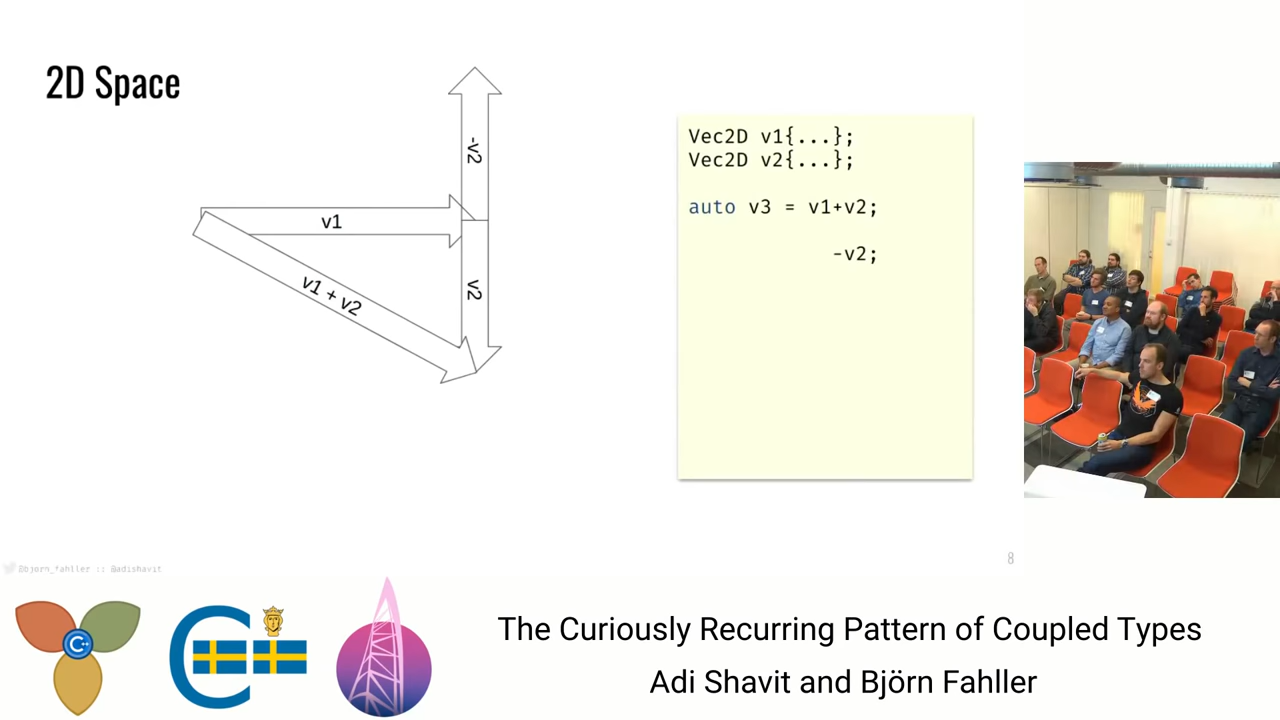 2D Space
-v2
v1
v2
v1 + v2
Vec2D v1{...};
Vec2D v2{...};
auto v3 = v1+v2;
-v2;
8
@bjorn_fahller :: @adishavit
C++
The Curiously Recurring Pattern of Coupled Types
Adi Shavit and Björn Fahller